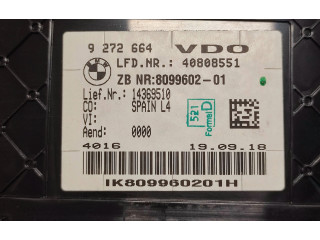 9 272 664 VDO
LFD.NR.: 40808551
ZB NR:8099602-01
Lief.Nr.: 14369510
CO: SPAIN L4
VI:
Aend: 0000
521
FormelD
4016 19.09.18
IK809960201H